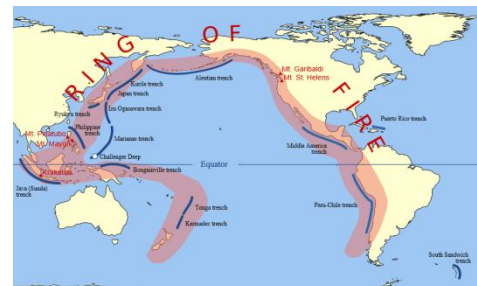 RING OF FIRE
Kurile trench
Aleutian trench
Japan trench
Izu Ogasawara trench
Ryukyu trench
Philippine
trench
Mt. Pinatubo
Mt. Mayon
Marianas trench
Challenger Deep
Krakatoa
Bougainville trench
Equator
Java (Sunda)
trench
Tonga trench
Kermadec trench
Mt. Garibaldi
Mt. St. Helens
Puerto Rico trench
Middle America
trench
Peru-Chile trench
South Sandwich
trench